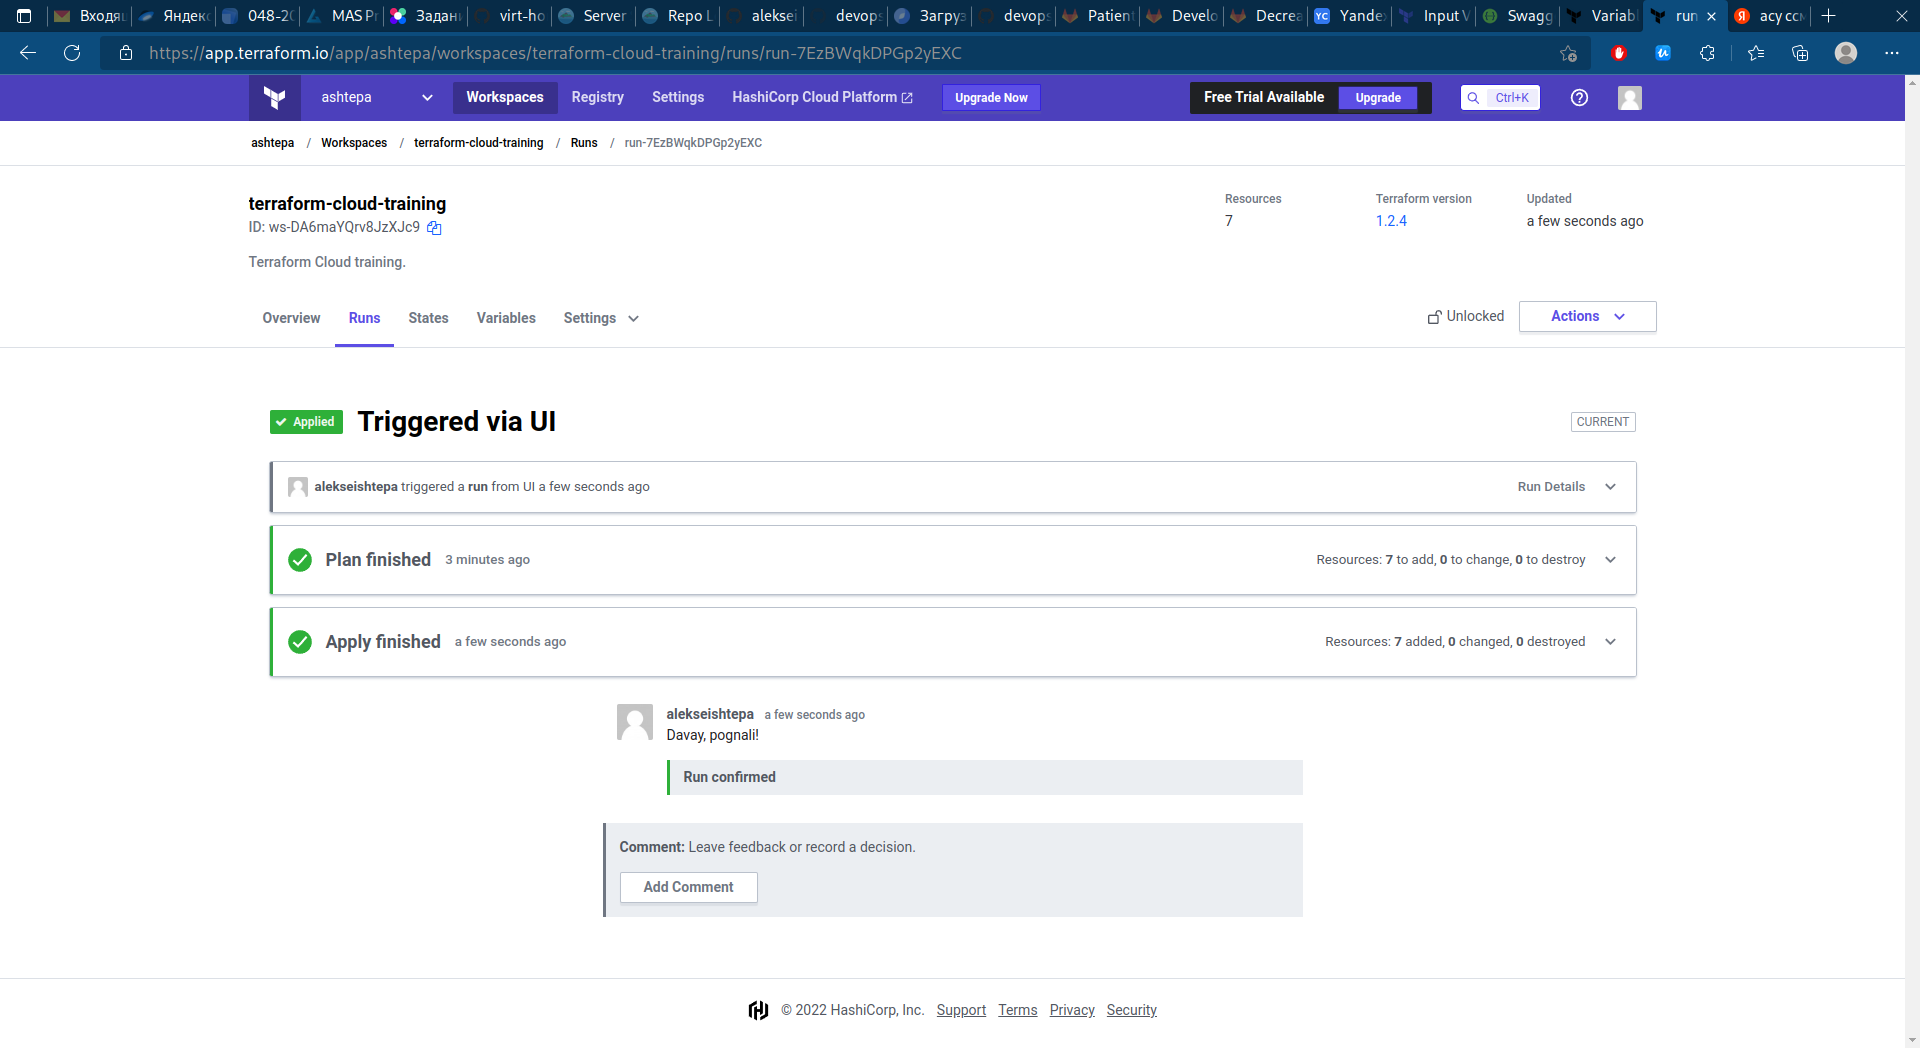 Входящ Яндекс 048-20 MAS Pr Задани virt-ho Server Repo L aleksei devops Загруз devops Patient Develo Decrea YC Yandex Input V Swagg Variabl run Я асу ссм
https://app.terraform.io/app/ashtepa/workspaces/terraform-cloud-training/runs/run-7EzBWqkDPGp2yEXC
ashtepa Workspaces Registry Settings HashiCorp Cloud Platform Upgrade Now Free Trial Available Upgrade Ctrl+K
ashtepa / Workspaces / terraform-cloud-training / Runs / run-7EzBWqkDPGp2yEXC
terraform-cloud-training
ID: ws-DA6maYQrv8JzXJc9
Terraform Cloud training.
Resources Terraform version Updated
7 1.2.4 a few seconds ago
Overview Runs States Variables Settings Unlocked Actions
Applied Triggered via UI CURRENT
alekseishtepa triggered a run from UI a few seconds ago Run Details
Plan finished 3 minutes ago Resources: 7 to add, 0 to change, 0 to destroy
Apply finished a few seconds ago Resources: 7 added, 0 changed, 0 destroyed
alekseishtepa a few seconds ago
Davay, pognali!
Run confirmed
Comment: Leave feedback or record a decision.
Add Comment
© 2022 HashiCorp, Inc. Support Terms Privacy Security